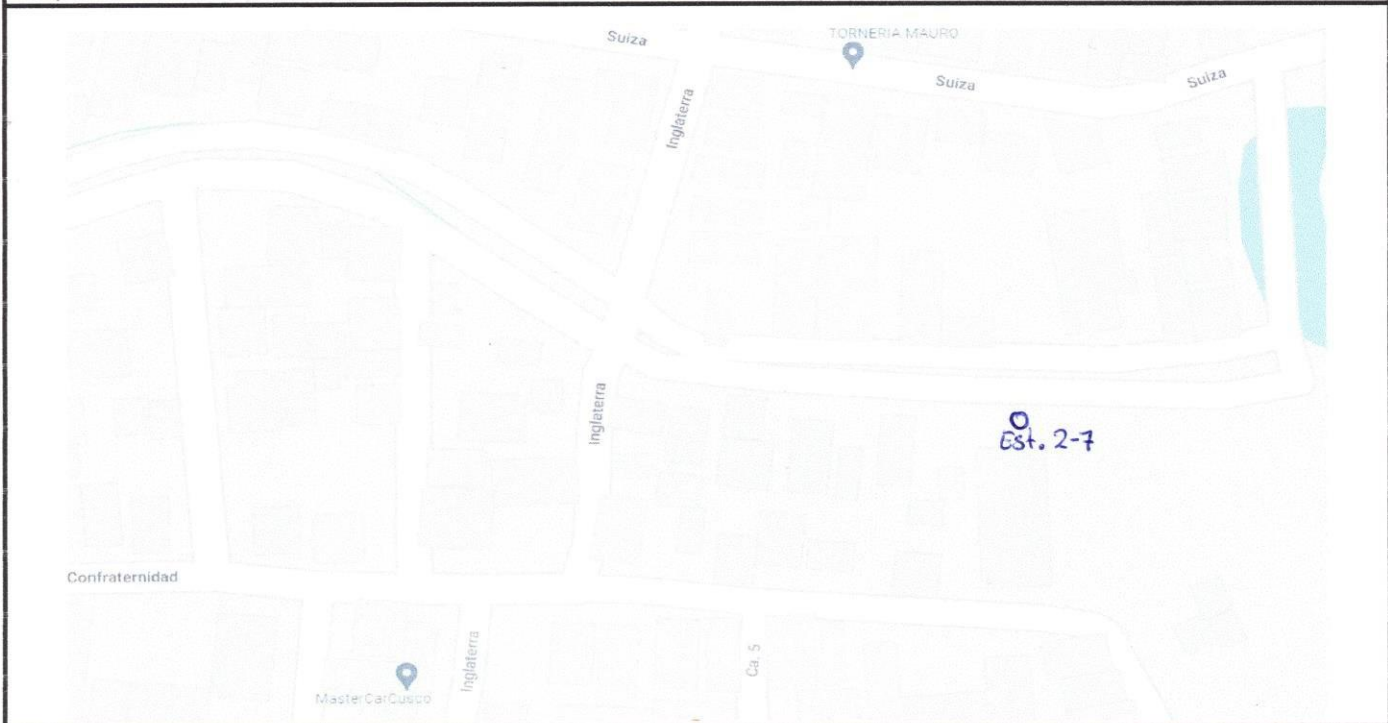 Suiza
TORNERIA MAURO
Suiza
Suiza
Inglaterra
Inglaterra
Est. 2-7
Confraternidad
Inglaterra
Ca. 5
MasterCarCusco